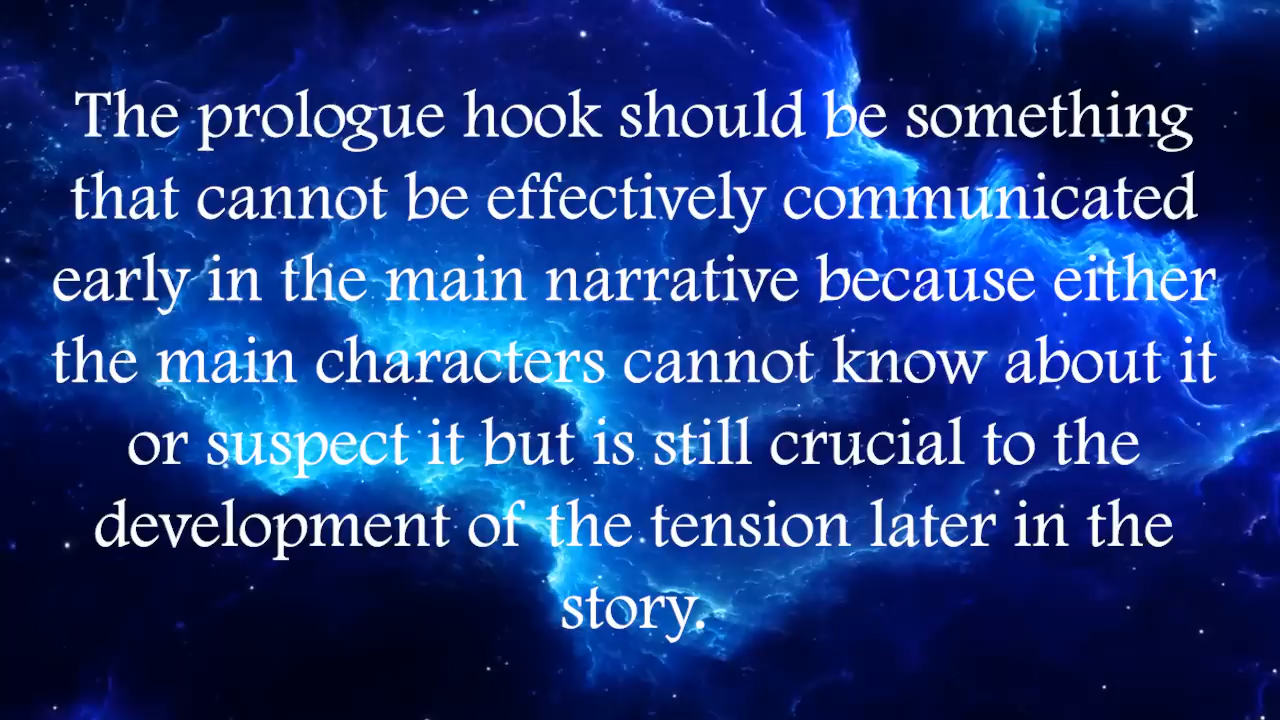 The prologue hook should be something
that cannot be effectively communicated
early in the main narrative because either
the main characters cannot know about it
or suspect it but is still crucial to the
development of the tension later in the
story.